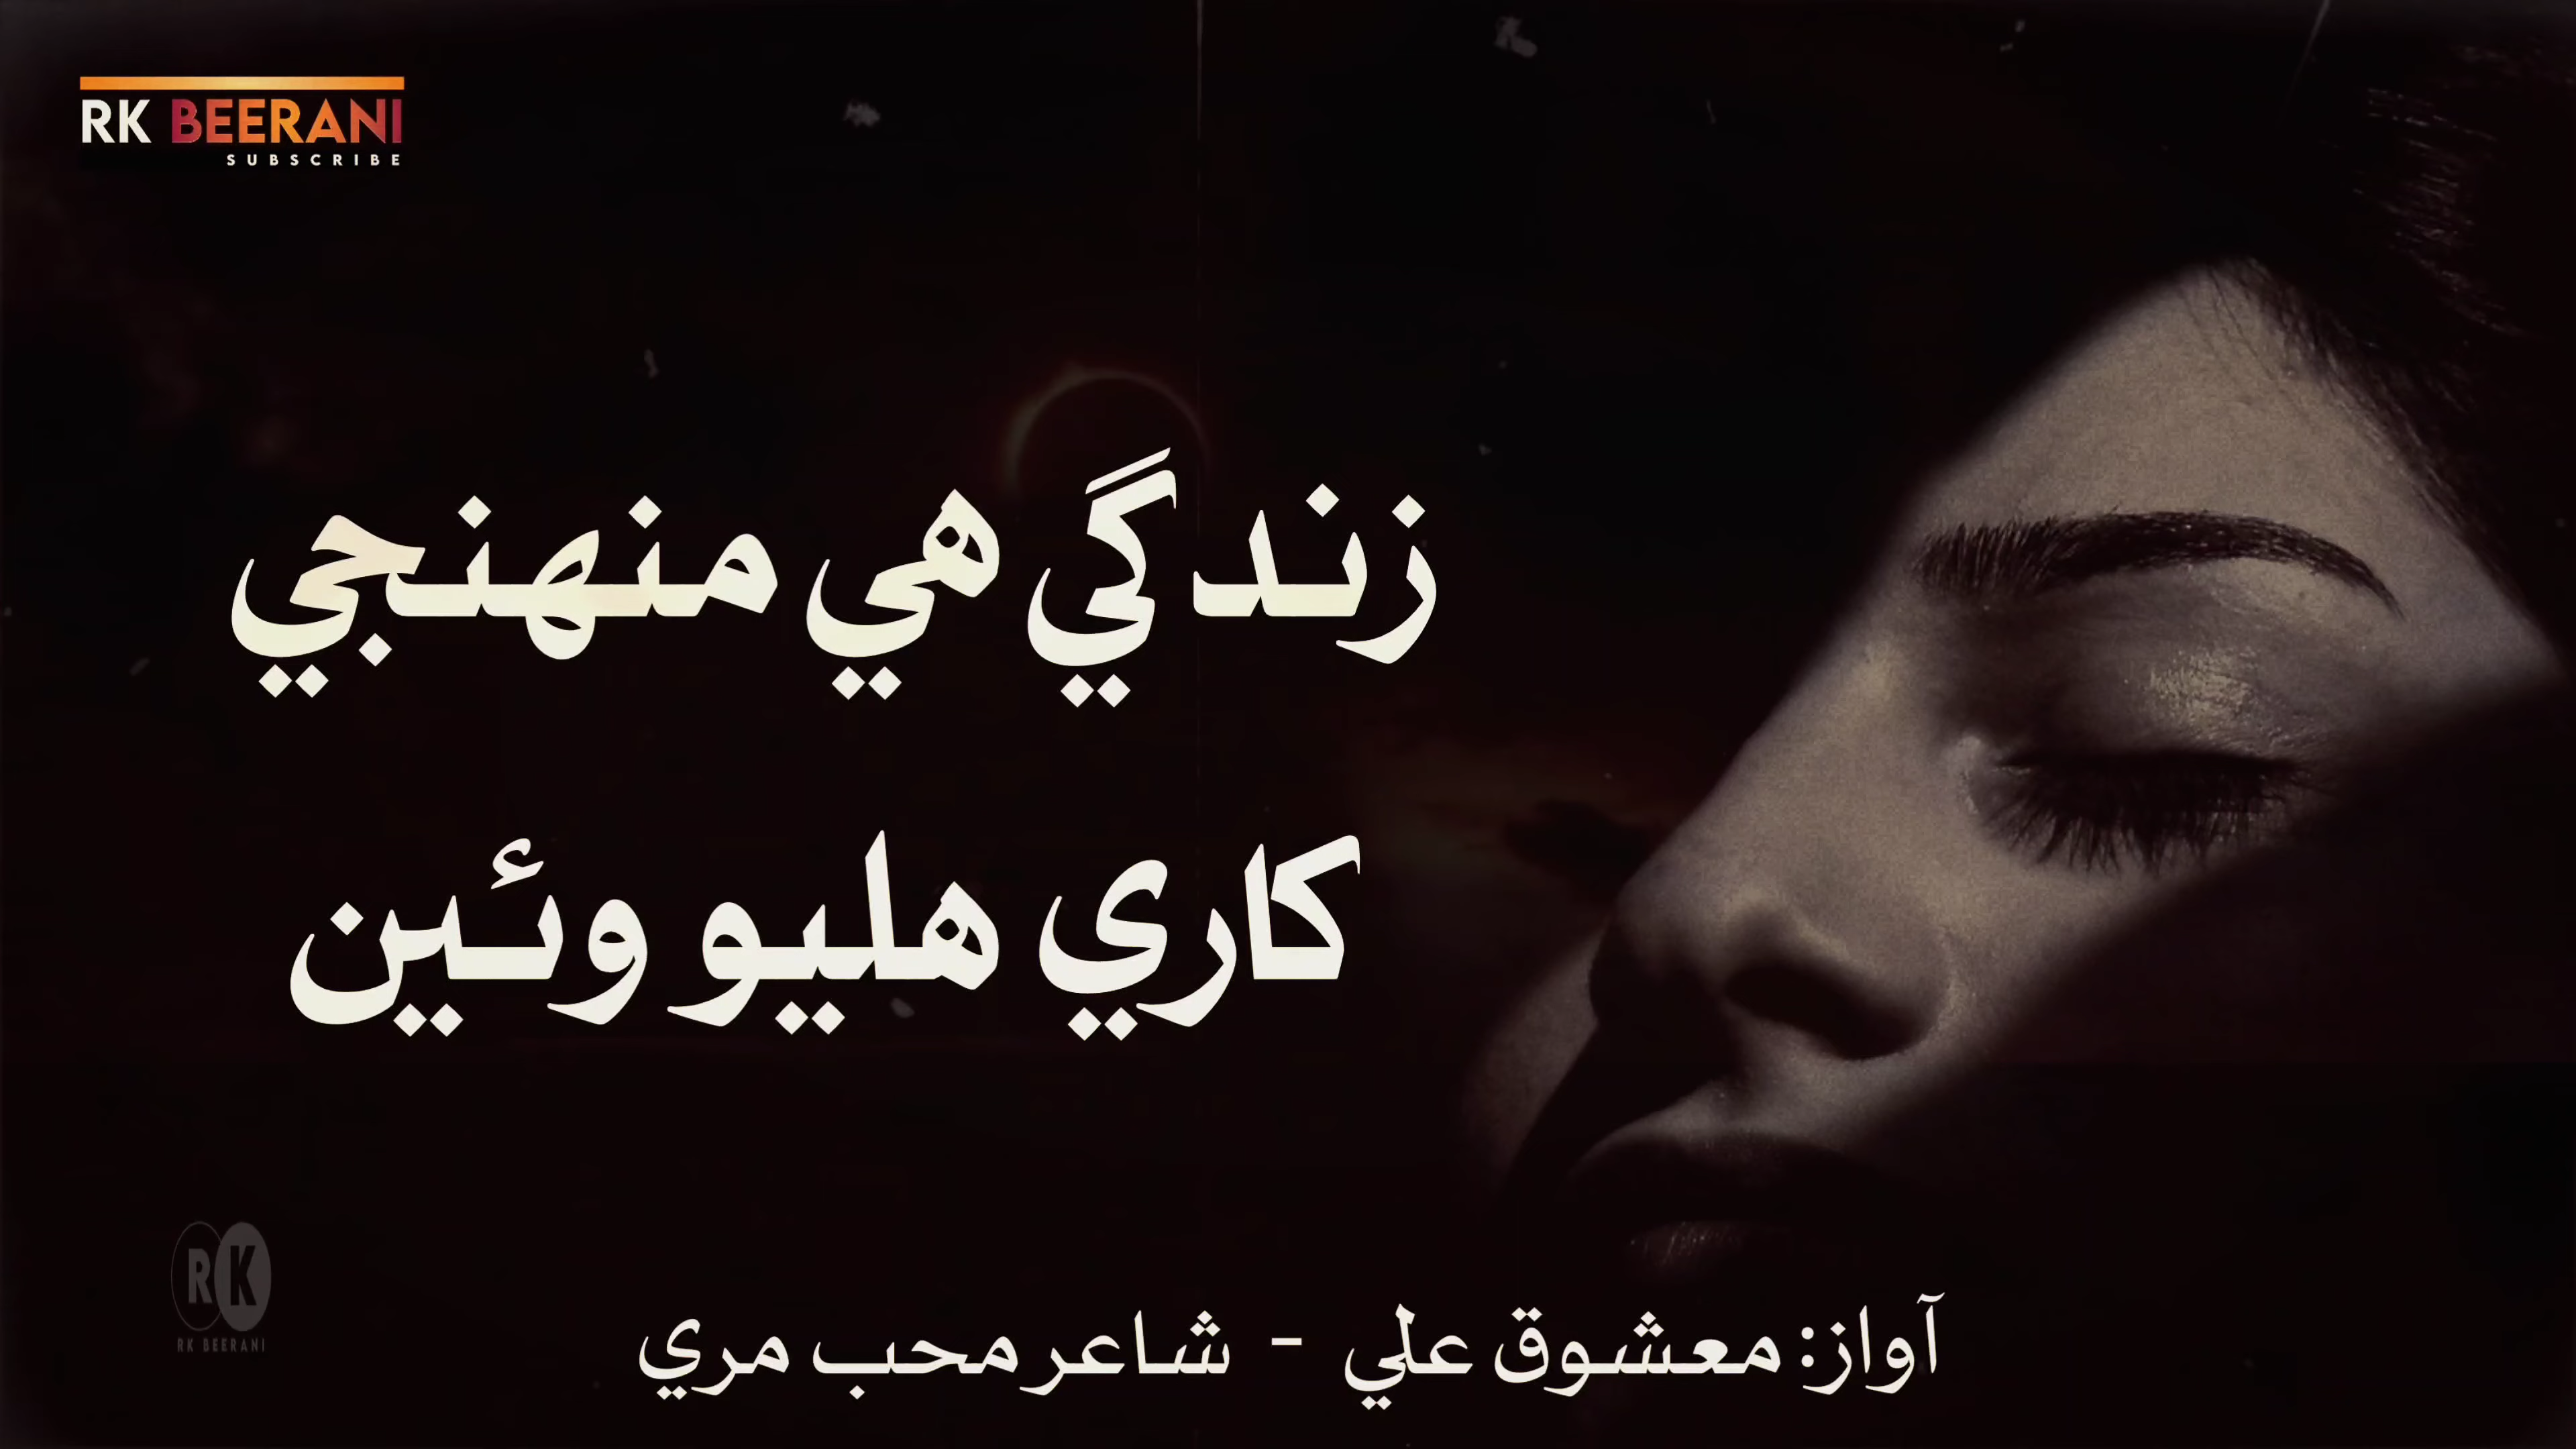 RK BEERANI
SUBSCRIBE
زندگي هي منهنجي
ڪاري هليو وئين
RK
RK BEERANI
آواز: معشوق علي - شاعر محب مري